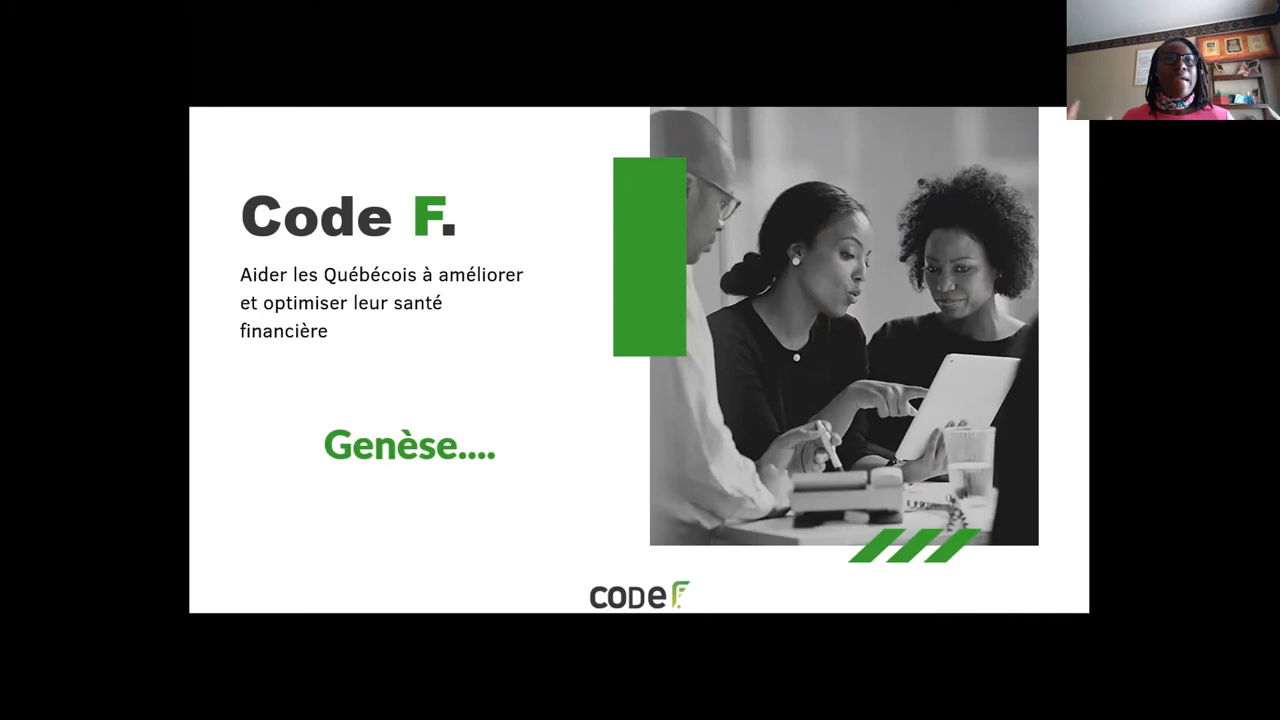 Code F.
Aider les Québécois à améliorer
et optimiser leur santé
financière
Genèse....
CODE F